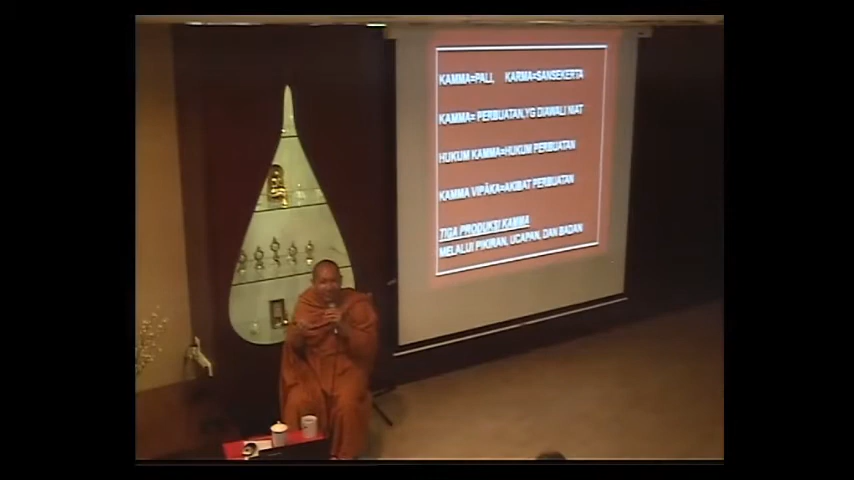 KAMMA=PALI, KARMA=SANSEKERTA
KAMMA= PERBUATAN YG DIAWALI NIAT
HUKUM KAMMA=HUKUM PERBUATAN
KAMMA VIPĀKA=AKIBAT PERBUATAN
TIGA PRODUKSI KAMMA
MELALUI PIKIRAN, UCAPAN, DAN BADAN